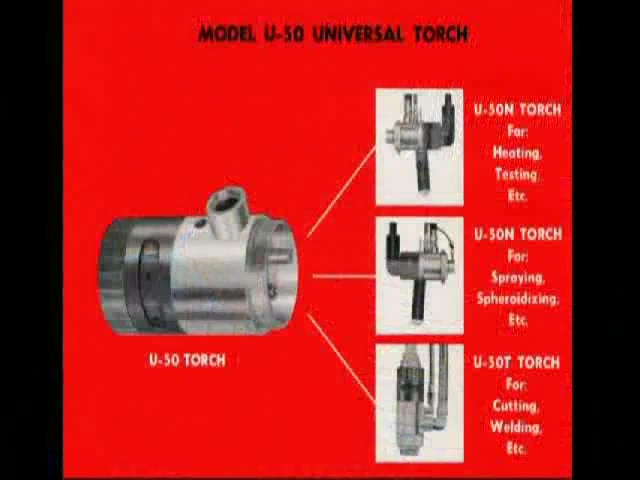 MODEL U-50 UNIVERSAL TORCH
U-50N TORCH
For:
Heating,
Testing
Etc.
U-50N TORCH
For:
Spraying,
Spheroidizing,
Etc.
U-50 TORCH
U-50T TORCH
For:
Cutting,
Welding,
Etc.